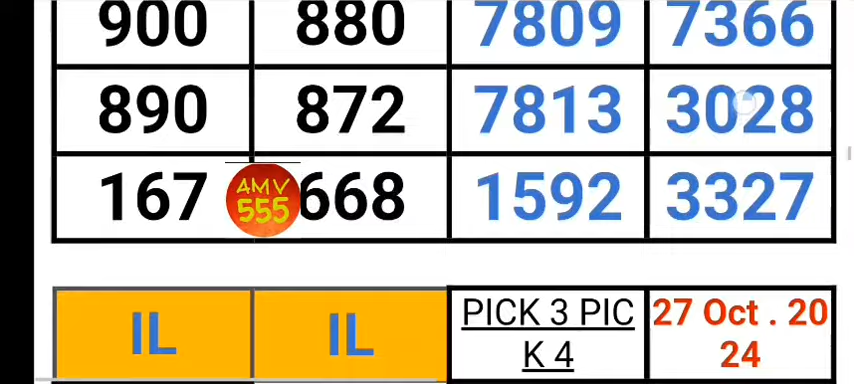 900 880 7809 7366
890 872 7813 3028
167 668 1592 3327
AMV
555
IL IL PICK 3 PIC 27 Oct . 20
K 4 24